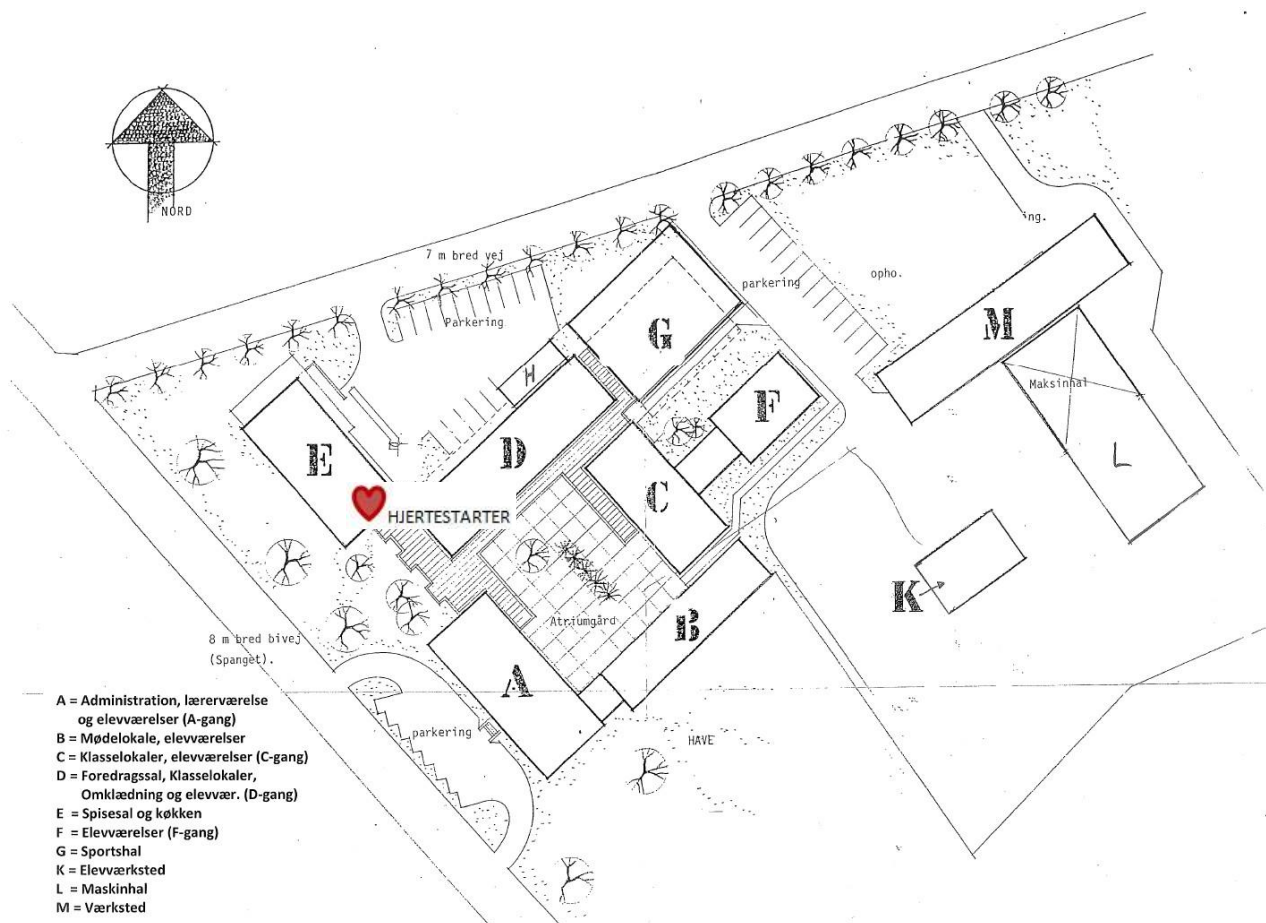 NORD
7 m bred vej
Parkering
parkering
ing.
opho.
G
M
H
F
Maksinhal
E
D
L
C
HJERTESTARTER
K
Atriumgård
B
8 m bred bivej
(Spanget).
A
parkering
HAVE
A = Administration, lærerværelse
og elevværelser (A-gang)
B = Mødelokale, elevværelser
C = Klasselokaler, elevværelser (C-gang)
D = Foredragssal, Klasselokaler,
Omklædning og elevvær. (D-gang)
E = Spisesal og køkken
F = Elevværelser (F-gang)
G = Sportshal
K = Elevværksted
L = Maskinhal
M = Værksted